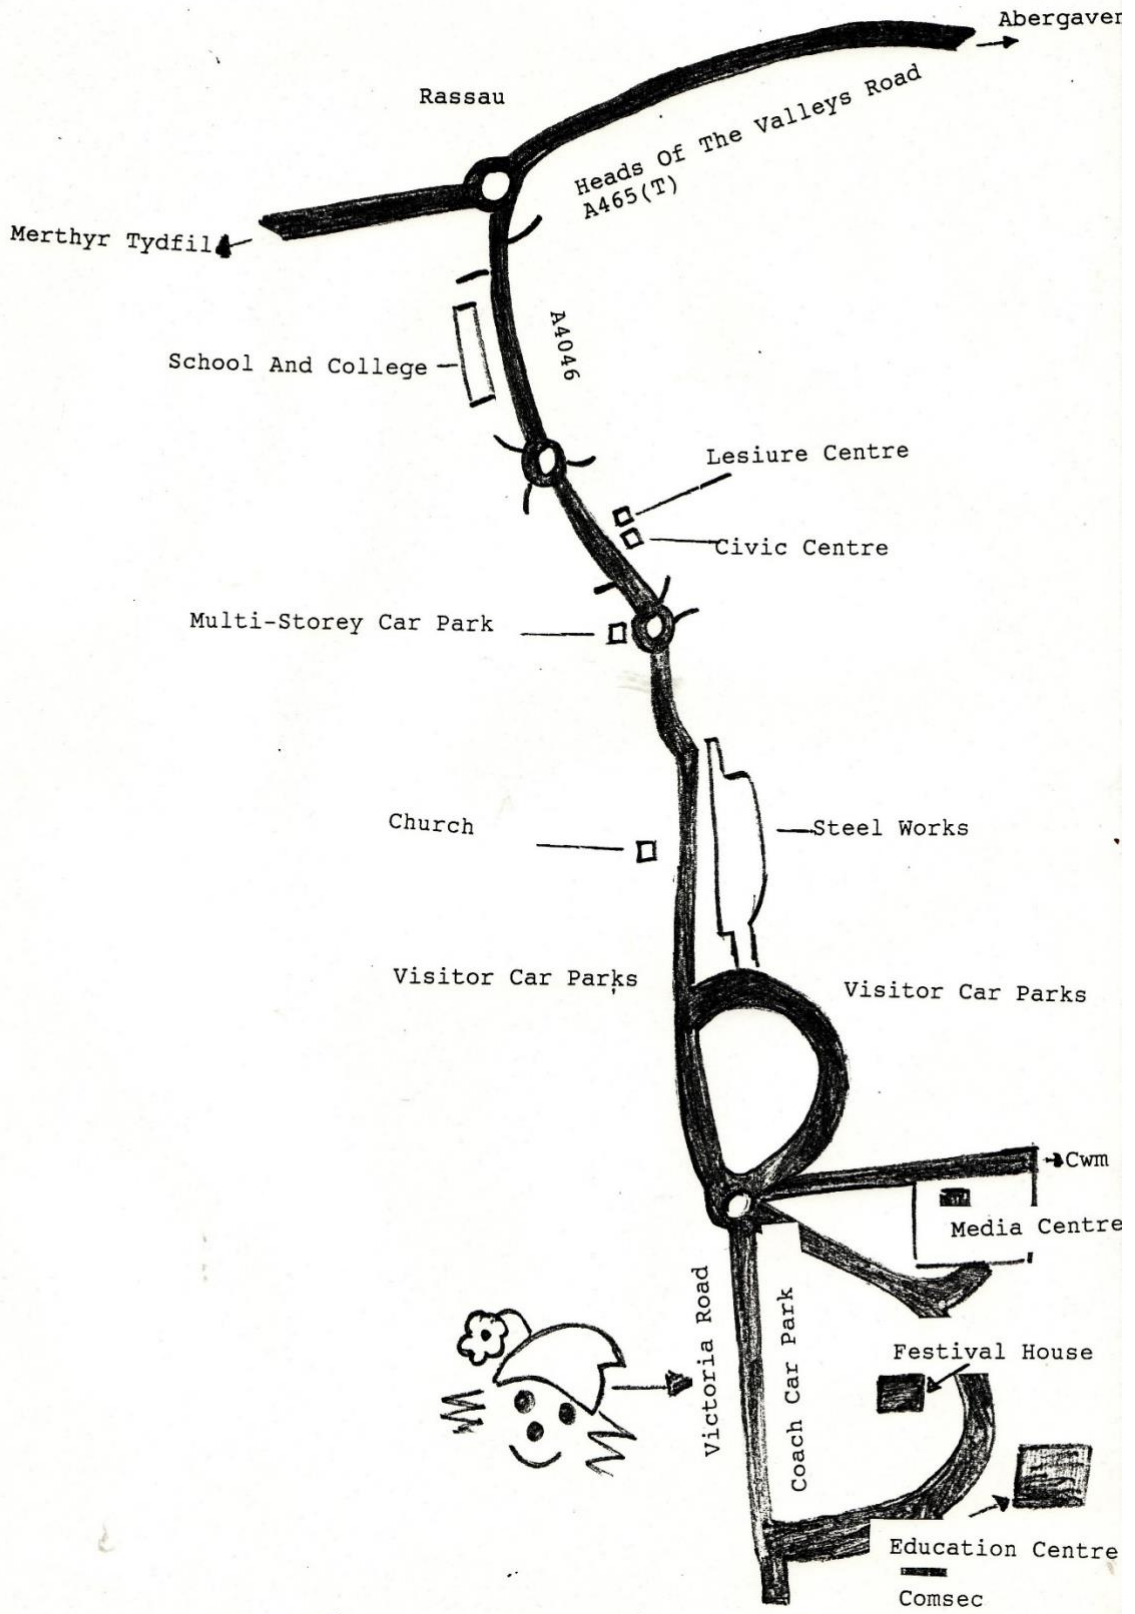 Abergaven
Rassau
Heads Of The Valleys Road
A465(T)
Merthyr Tydfil
A4046
School And College
Lesiure Centre
Civic Centre
Multi-Storey Car Park
Church
Steel Works
Visitor Car Parks
Visitor Car Parks
Cwm
Media Centre
Victoria Road
Coach Car Park
Festival House
Education Centre
Comsec